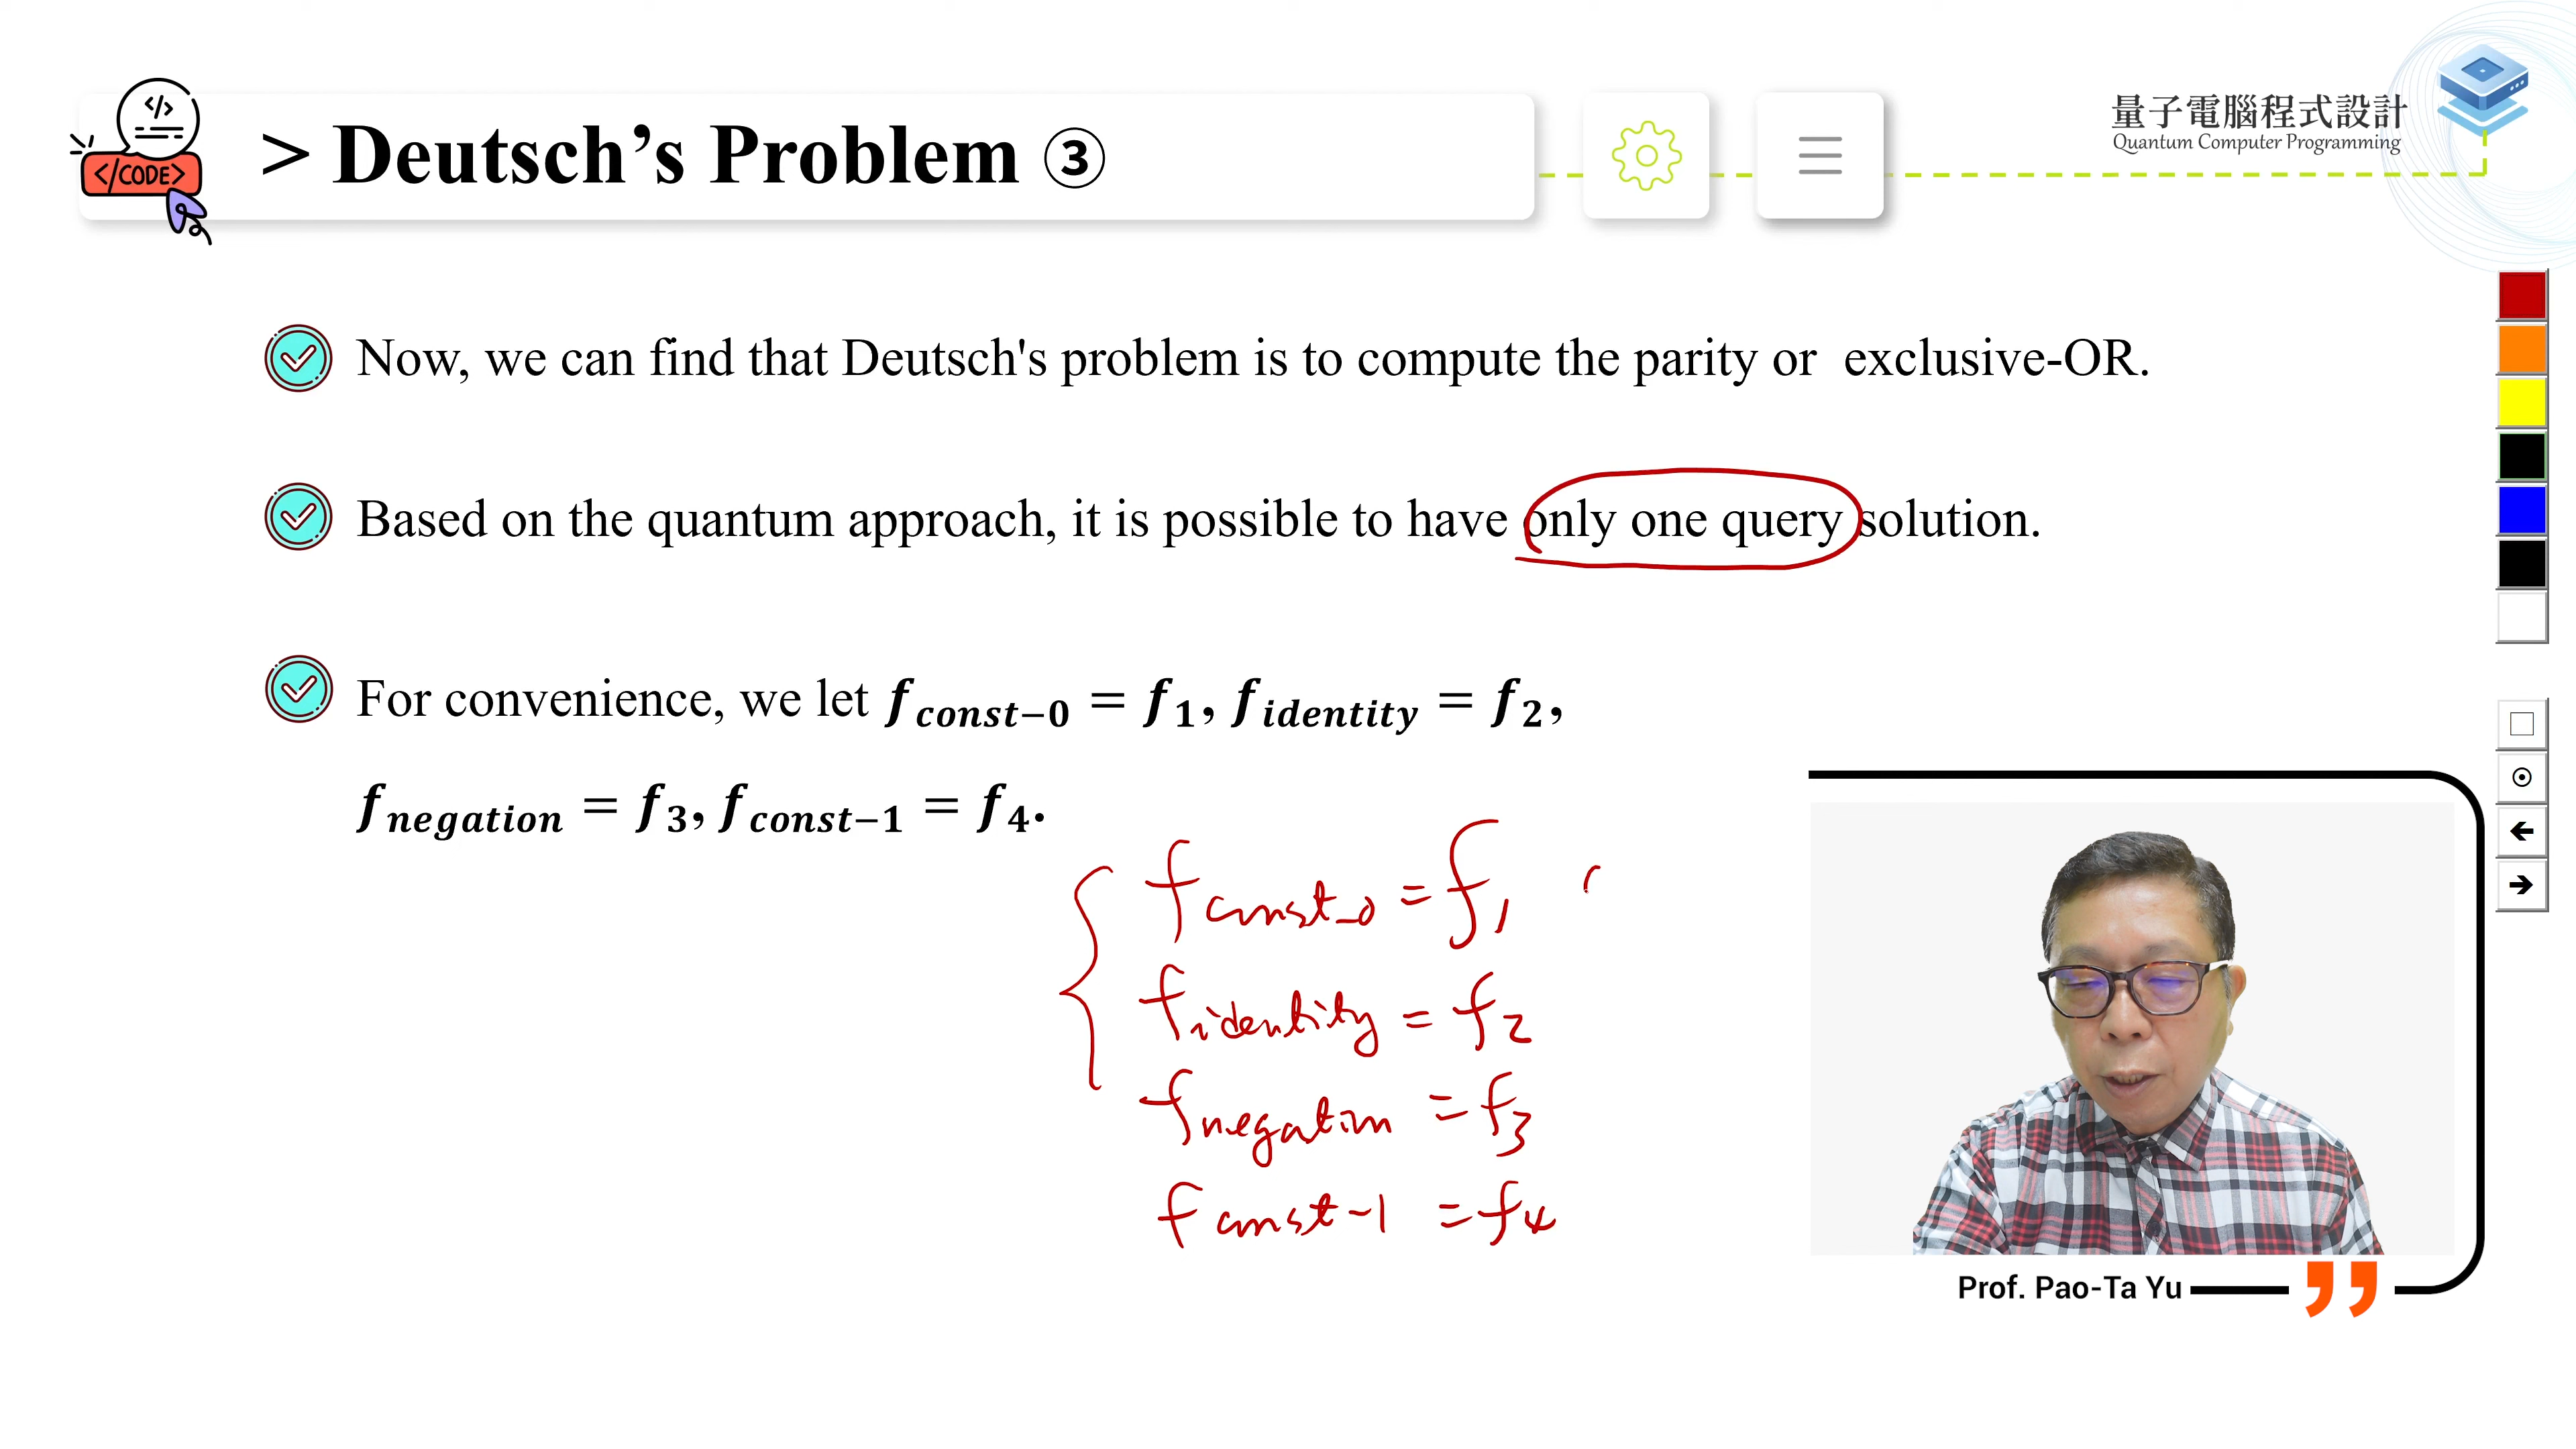 </>
</CODE>
> Deutsch’s Problem ③
量子電腦程式設計
Quantum Computer Programming
Now, we can find that Deutsch's problem is to compute the parity or exclusive-OR.
Based on the quantum approach, it is possible to have only one query solution.
For convenience, we let f_const−0 = f_1, f_identity = f_2,
f_negation = f_3, f_const−1 = f_4.
f_const-0 = f_1
f_identity = f_2
f_negation = f_3
f_const-1 = f_4
Prof. Pao-Ta Yu